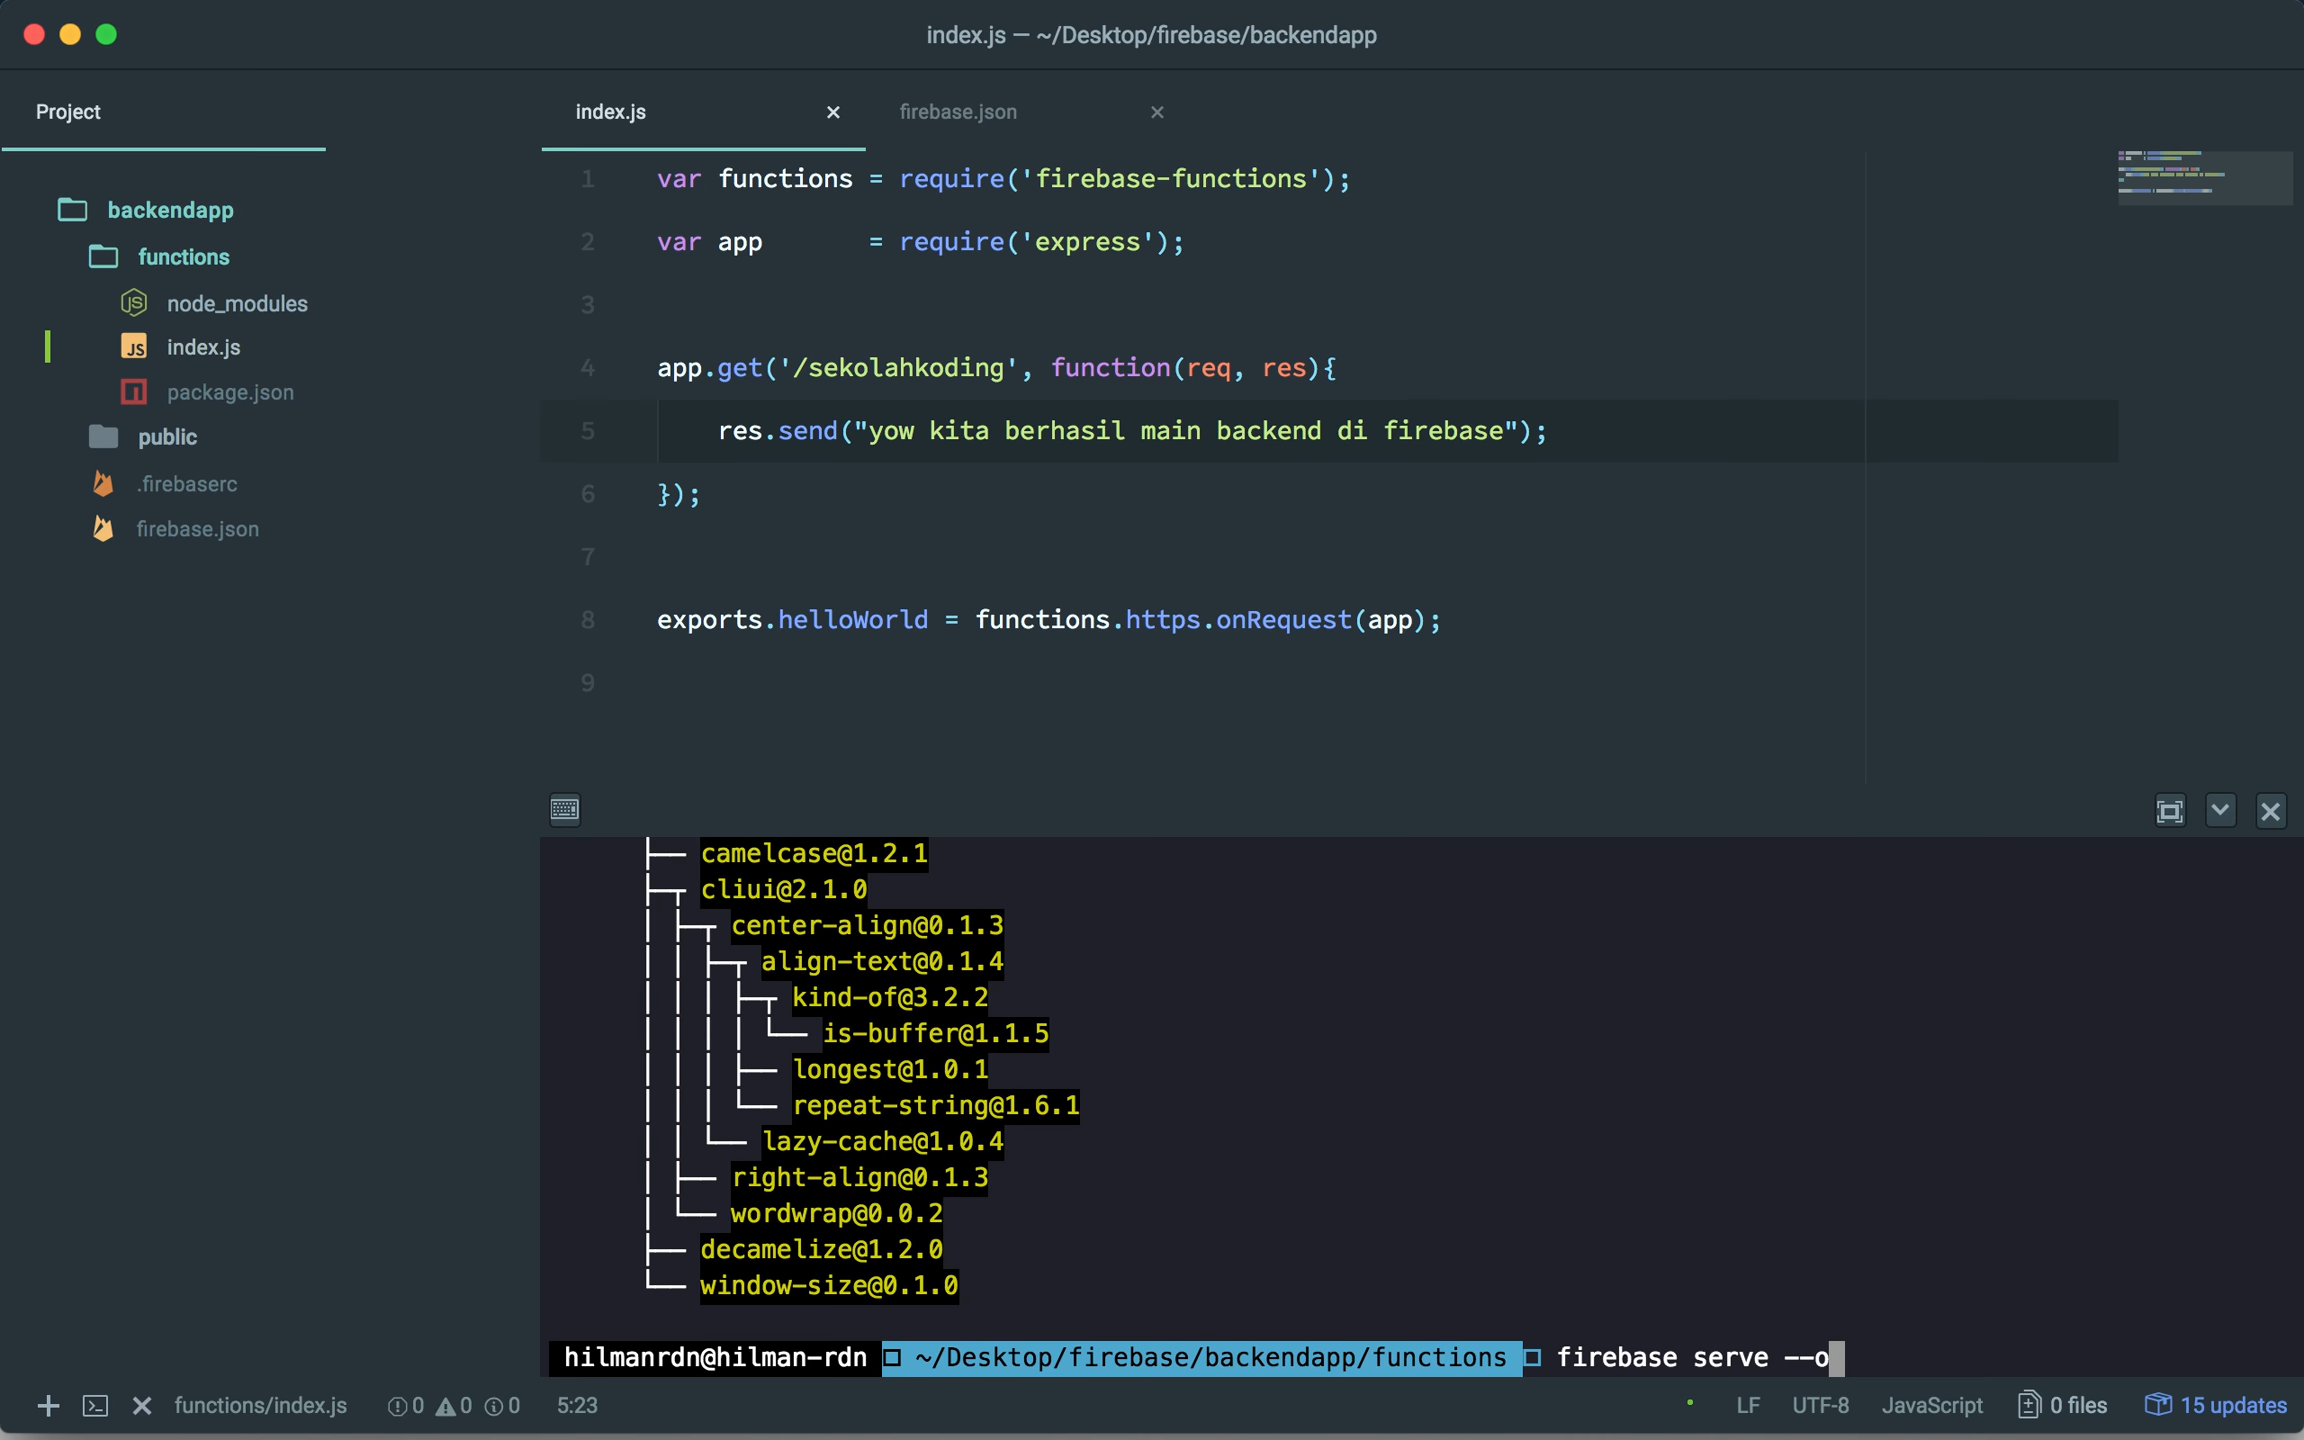 index.js — ~/Desktop/firebase/backendapp
Project
index.js
firebase.json
backendapp
functions
node_modules
index.js
package.json
public
.firebaserc
firebase.json
1 var functions = require('firebase-functions');
2 var app       = require('express');
3
4 app.get('/sekolahkoding', function(req, res){
5     res.send("yow kita berhasil main backend di firebase");
6 });
7
8 exports.helloWorld = functions.https.onRequest(app);
9
├── camelcase@1.2.1
├─┬ cliui@2.1.0
│ ├─┬ center-align@0.1.3
│ │ ├─┬ align-text@0.1.4
│ │ │ ├─┬ kind-of@3.2.2
│ │ │ │ └── is-buffer@1.1.5
│ │ │ ├── longest@1.0.1
│ │ │ └── repeat-string@1.6.1
│ │ └── lazy-cache@1.0.4
│ ├── right-align@0.1.3
│ └── wordwrap@0.0.2
├── decamelize@1.2.0
└── window-size@0.1.0
hilmanrdn@hilman-rdn ~/Desktop/firebase/backendapp/functions firebase serve --o
functions/index.js 0 0 0 5:23 LF UTF-8 JavaScript 0 files 15 updates